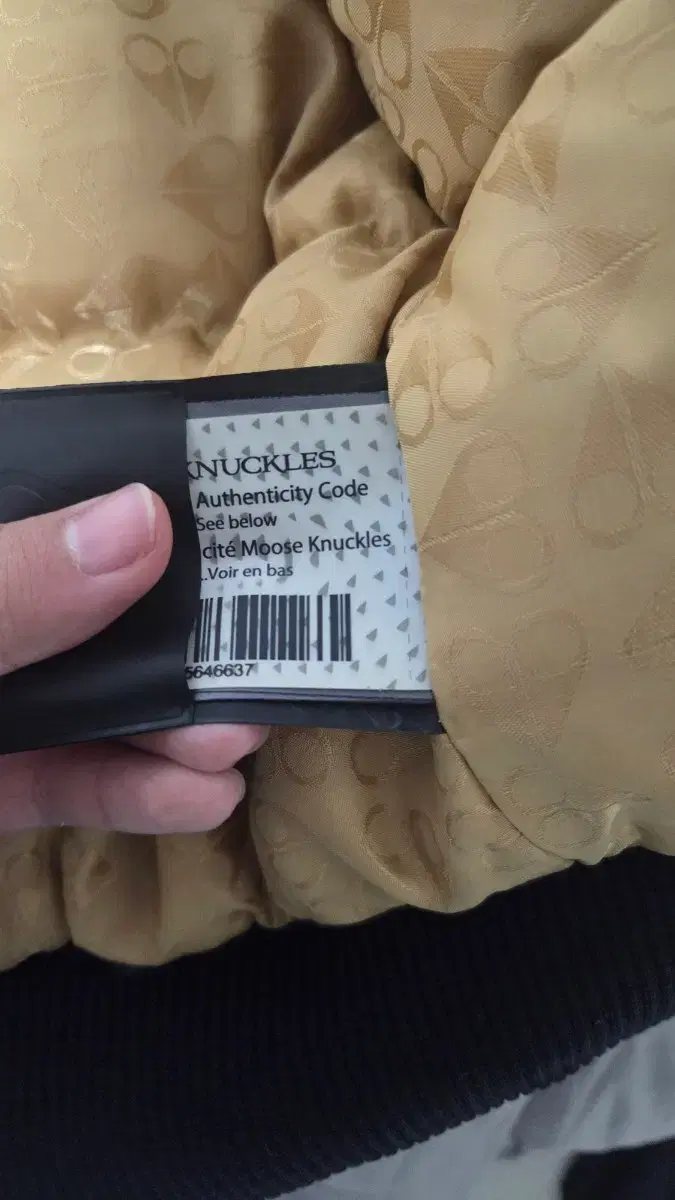 KNUCKLES
Authenticity Code
See below
cité Moose Knuckles
..Voir en bas
5646637